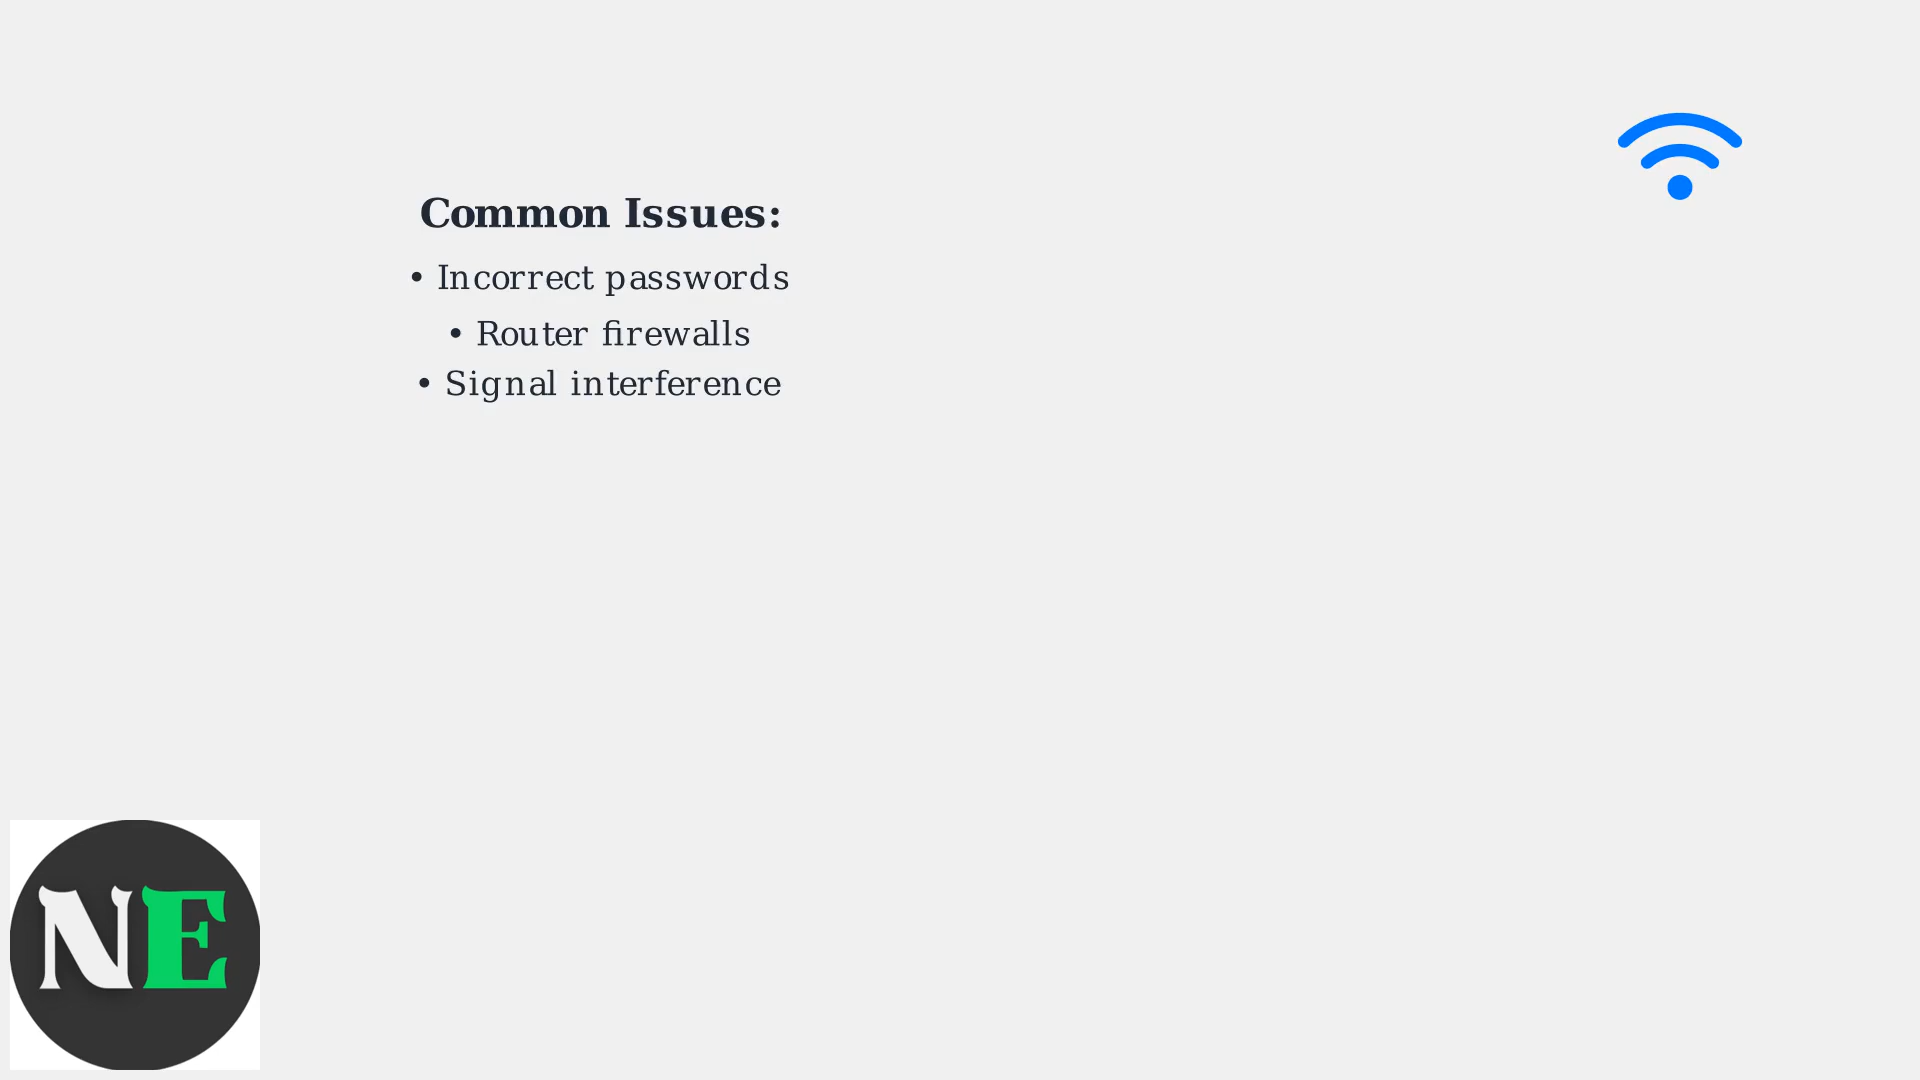 Common Issues:
• Incorrect passwords
• Router firewalls
• Signal interference
NE